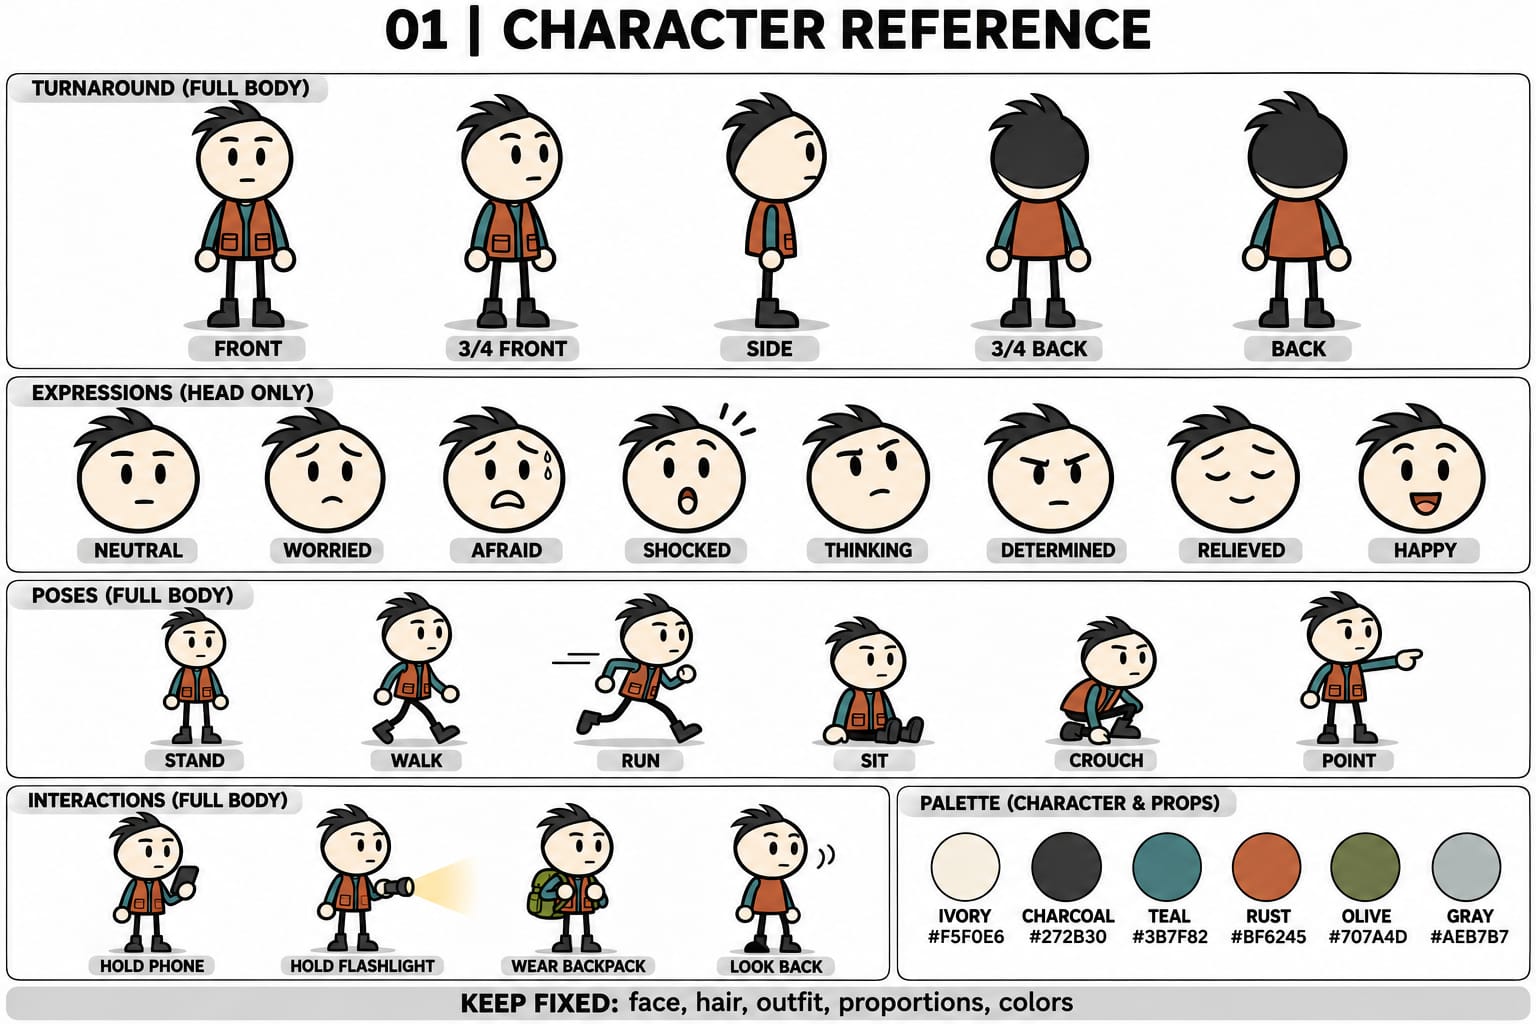 01 | CHARACTER REFERENCE
TURNAROUND (FULL BODY)
FRONT
3/4 FRONT
SIDE
3/4 BACK
BACK
EXPRESSIONS (HEAD ONLY)
NEUTRAL
WORRIED
AFRAID
SHOCKED
THINKING
DETERMINED
RELIEVED
HAPPY
POSES (FULL BODY)
STAND
WALK
RUN
SIT
CROUCH
POINT
INTERACTIONS (FULL BODY)
HOLD PHONE
HOLD FLASHLIGHT
WEAR BACKPACK
LOOK BACK
PALETTE (CHARACTER & PROPS)
IVORY
#F5F0E6
CHARCOAL
#272B30
TEAL
#3B7F82
RUST
#BF6245
OLIVE
#707A4D
GRAY
#AEB7B7
KEEP FIXED: face, hair, outfit, proportions, colors